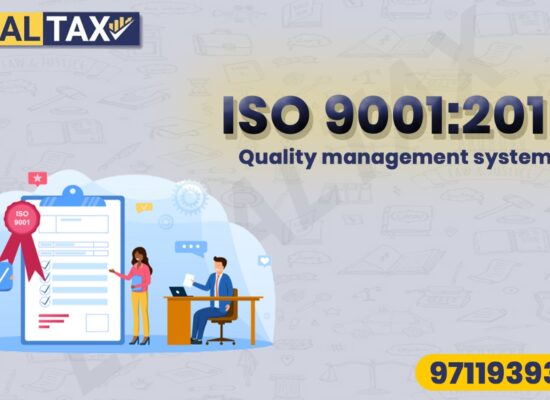 ALTAX
ISO 9001:201
Quality management system
ISO
9001
97119393